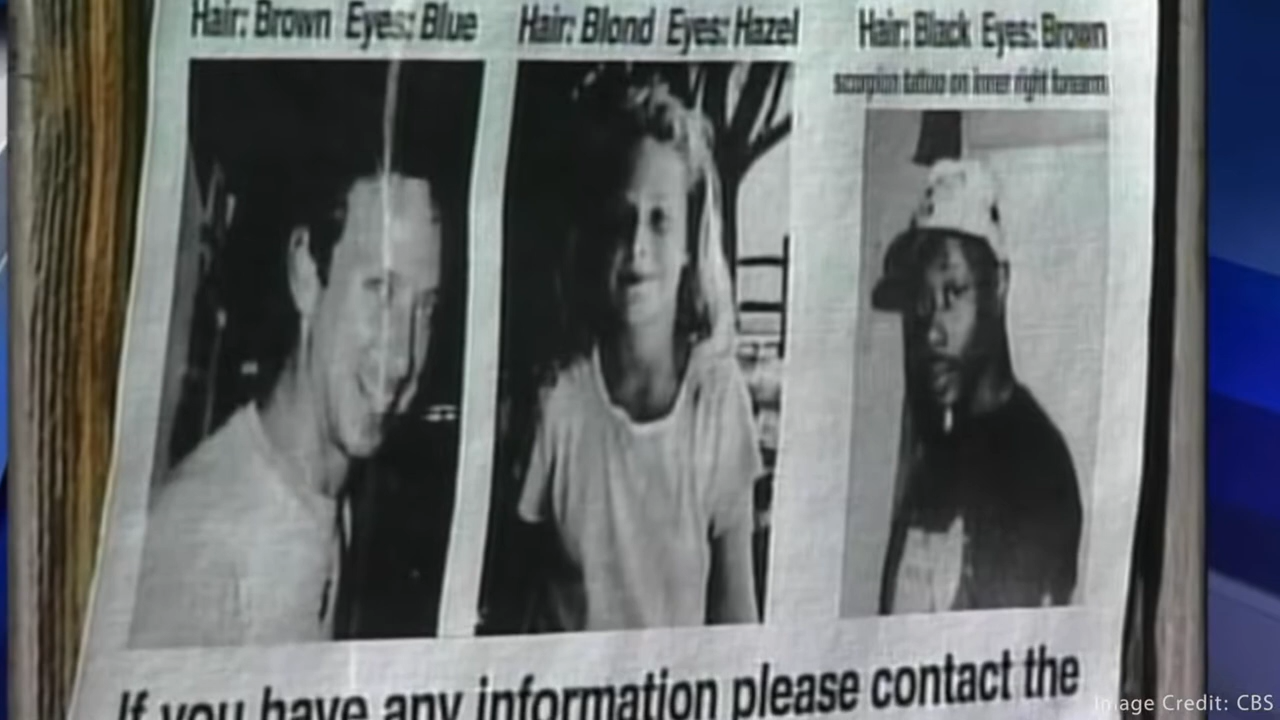 Hair: Brown Eyes: Blue
Hair: Blond Eyes: Hazel
Hair: Black Eyes: Brown
scorpion tattoo on inner right forearm
If you have any information please contact the
Image Credit: CBS